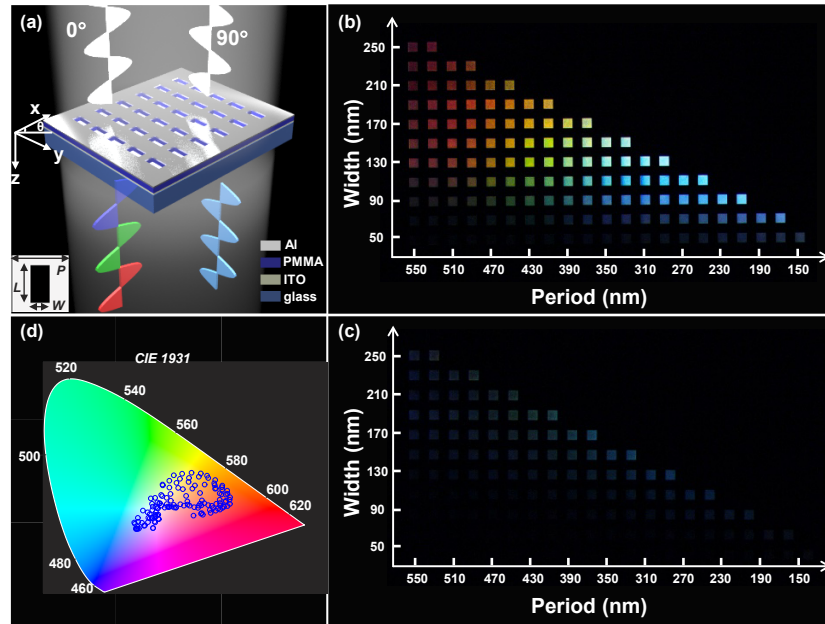 (a)
0°
90°
x
θ
y
z
P
L
W
Al
PMMA
ITO
glass
(b)
Width (nm)
250
210
170
130
90
50
550 510 470 430 390 350 310 270 230 190 150
Period (nm)
(d)
CIE 1931
520
540
560
500
580
600
620
480
460
(c)
Width (nm)
250
210
170
130
90
50
550 510 470 430 390 350 310 270 230 190 150
Period (nm)